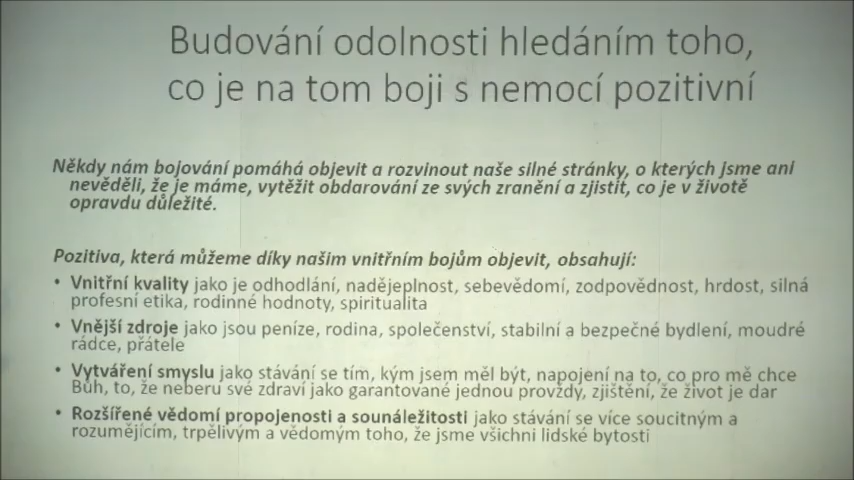 Budování odolnosti hledáním toho,
co je na tom boji s nemocí pozitivní
Někdy nám bojování pomáhá objevit a rozvinout naše silné stránky, o kterých jsme ani
nevěděli, že je máme, vytěžit obdarování ze svých zranění a zjistit, co je v životě
opravdu důležité.
Pozitiva, která můžeme díky našim vnitřním bojům objevit, obsahují:
• Vnitřní kvality jako je odhodlání, nadějeplnost, sebevědomí, zodpovědnost, hrdost, silná
profesní etika, rodinné hodnoty, spiritualita
• Vnější zdroje jako jsou peníze, rodina, společenství, stabilní a bezpečné bydlení, moudré
rádce, přátele
• Vytváření smyslu jako stávání se tím, kým jsem měl být, napojení na to, co pro mě chce
Bůh, to, že neberu své zdraví jako garantované jednou provždy, zjištění, že život je dar
• Rozšířené vědomí propojenosti a sounáležitosti jako stávání se více soucitným a
rozumějícím, trpělivým a vědomým toho, že jsme všichni lidské bytosti